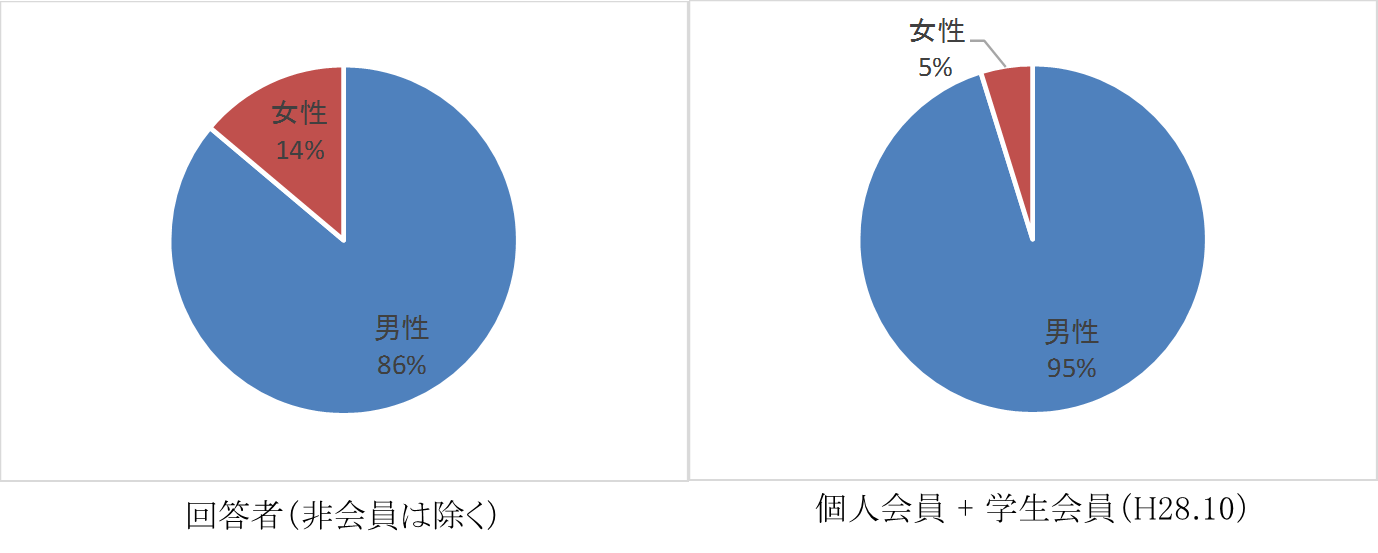 女性
14%
男性
86%
回答者（非会員は除く）
女性
5%
男性
95%
個人会員 + 学生会員（H28.10）